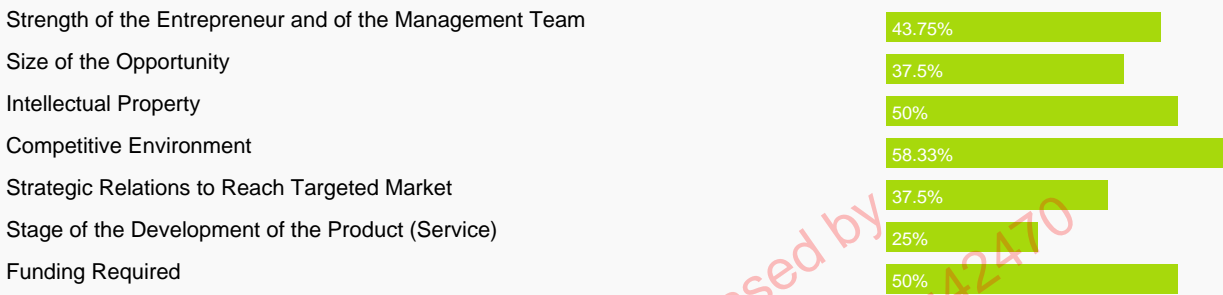 Strength of the Entrepreneur and of the Management Team 43.75%
Size of the Opportunity 37.5%
Intellectual Property 50%
Competitive Environment 58.33%
Strategic Relations to Reach Targeted Market 37.5%
Stage of the Development of the Product (Service) 25%
Funding Required 50%